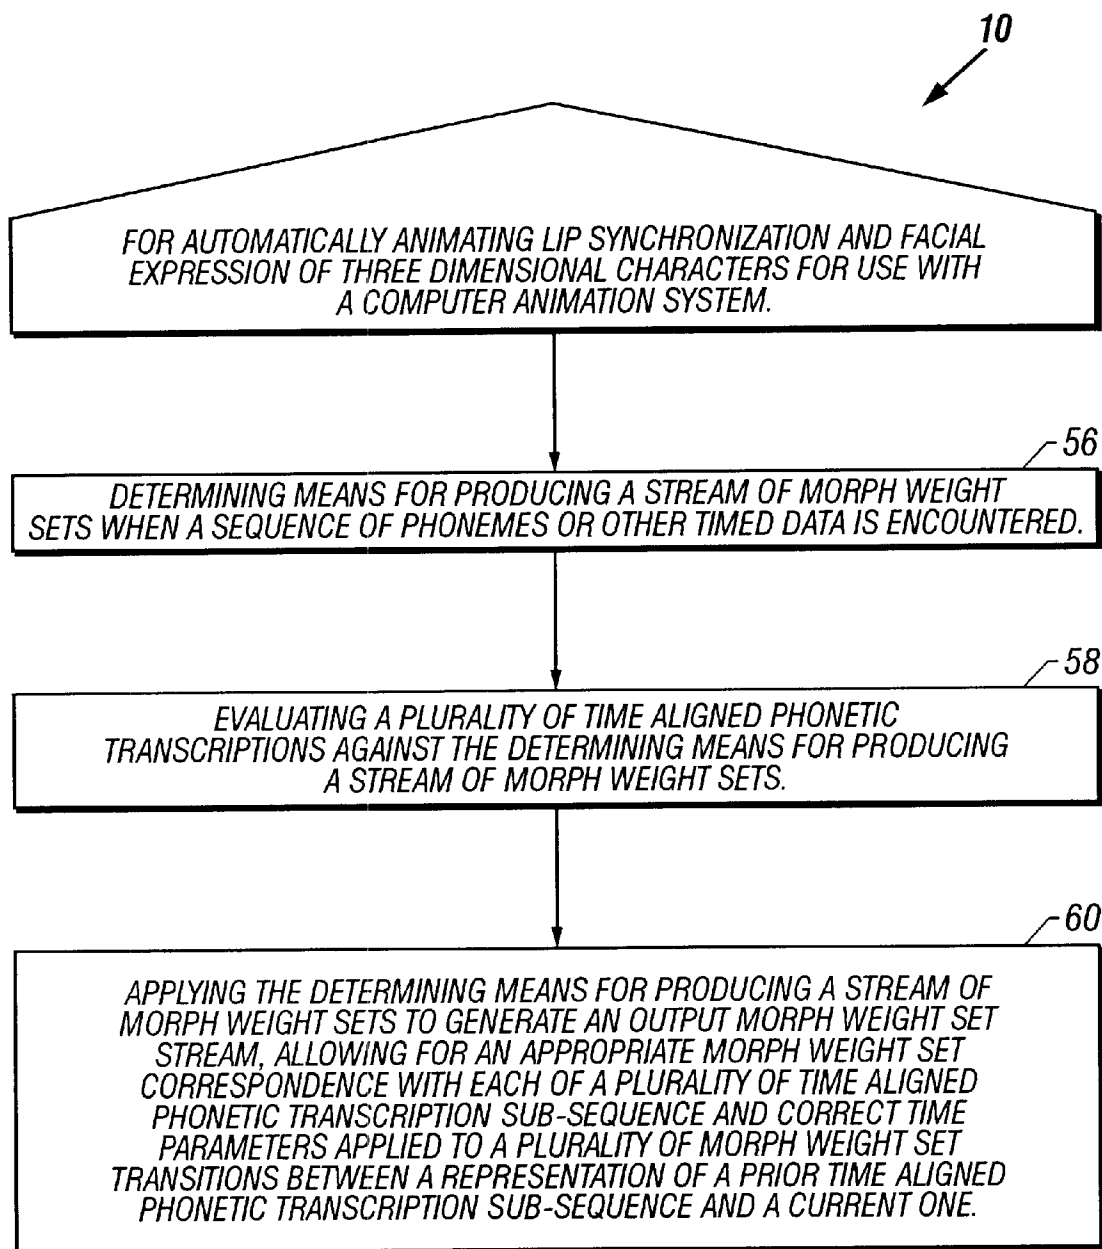 10
FOR AUTOMATICALLY ANIMATING LIP SYNCHRONIZATION AND FACIAL
EXPRESSION OF THREE DIMENSIONAL CHARACTERS FOR USE WITH
A COMPUTER ANIMATION SYSTEM.
56
DETERMINING MEANS FOR PRODUCING A STREAM OF MORPH WEIGHT
SETS WHEN A SEQUENCE OF PHONEMES OR OTHER TIMED DATA IS ENCOUNTERED.
58
EVALUATING A PLURALITY OF TIME ALIGNED PHONETIC
TRANSCRIPTIONS AGAINST THE DETERMINING MEANS FOR PRODUCING
A STREAM OF MORPH WEIGHT SETS.
60
APPLYING THE DETERMINING MEANS FOR PRODUCING A STREAM OF
MORPH WEIGHT SETS TO GENERATE AN OUTPUT MORPH WEIGHT SET
STREAM, ALLOWING FOR AN APPROPRIATE MORPH WEIGHT SET
CORRESPONDENCE WITH EACH OF A PLURALITY OF TIME ALIGNED
PHONETIC TRANSCRIPTION SUB-SEQUENCE AND CORRECT TIME
PARAMETERS APPLIED TO A PLURALITY OF MORPH WEIGHT SET
TRANSITIONS BETWEEN A REPRESENTATION OF A PRIOR TIME ALIGNED
PHONETIC TRANSCRIPTION SUB-SEQUENCE AND A CURRENT ONE.